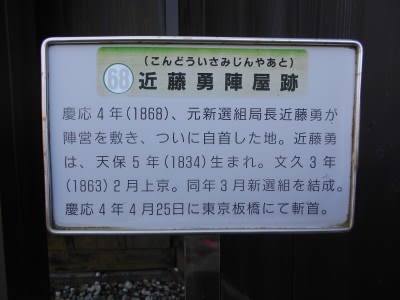 (こんどういさみじんやあと)
68 近藤勇陣屋跡
慶応4年(1868)、元新選組局長近藤勇が
陣営を敷き、ついに自首した地。近藤勇
は、天保5年(1834)生まれ。文久3年
(1863)2月上京。同年3月新選組を結成。
慶応4年4月25日に東京板橋にて斬首。